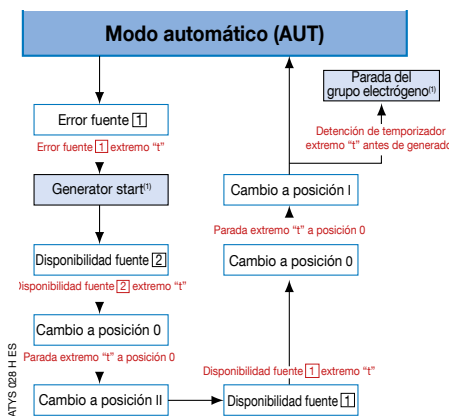 Modo automático (AUT)
Error fuente 1
Error fuente 1 extremo “t”
Generator start(1)
Disponibilidad fuente 2
Disponibilidad fuente 2 extremo “t”
Cambio a posición 0
Parada extremo “t” a posición 0
Cambio a posición II
Disponibilidad fuente 1
Disponibilidad fuente 1 extremo “t”
Cambio a posición 0
Parada extremo “t” a posición 0
Cambio a posición I
Detención de temporizador
extremo “t” antes de generado
Parada del
grupo electrógeno(1)
ATYS 028 H ES